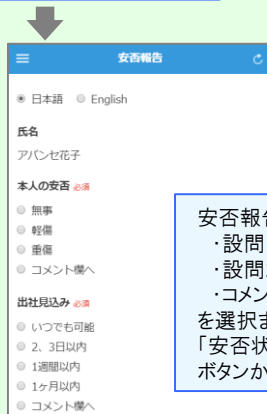 安否報告
日本語 English
氏名
アバンセ花子
本人の安否 必須
無事
軽傷
重傷
コメント欄へ
出社見込み 必須
いつでも可能
2、3日以内
1週間以内
1ヶ月以内
コメント欄へ
安否報
・設問
・設問
・コメン
を選択ま
「安否状
ボタンか